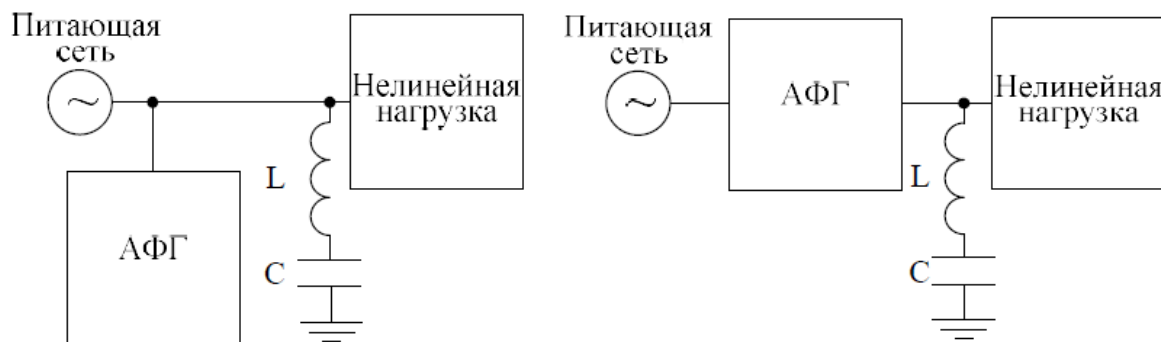 Питающая
сеть
Нелинейная
нагрузка
L
АФГ
C
Питающая
сеть
АФГ
Нелинейная
нагрузка
L
C